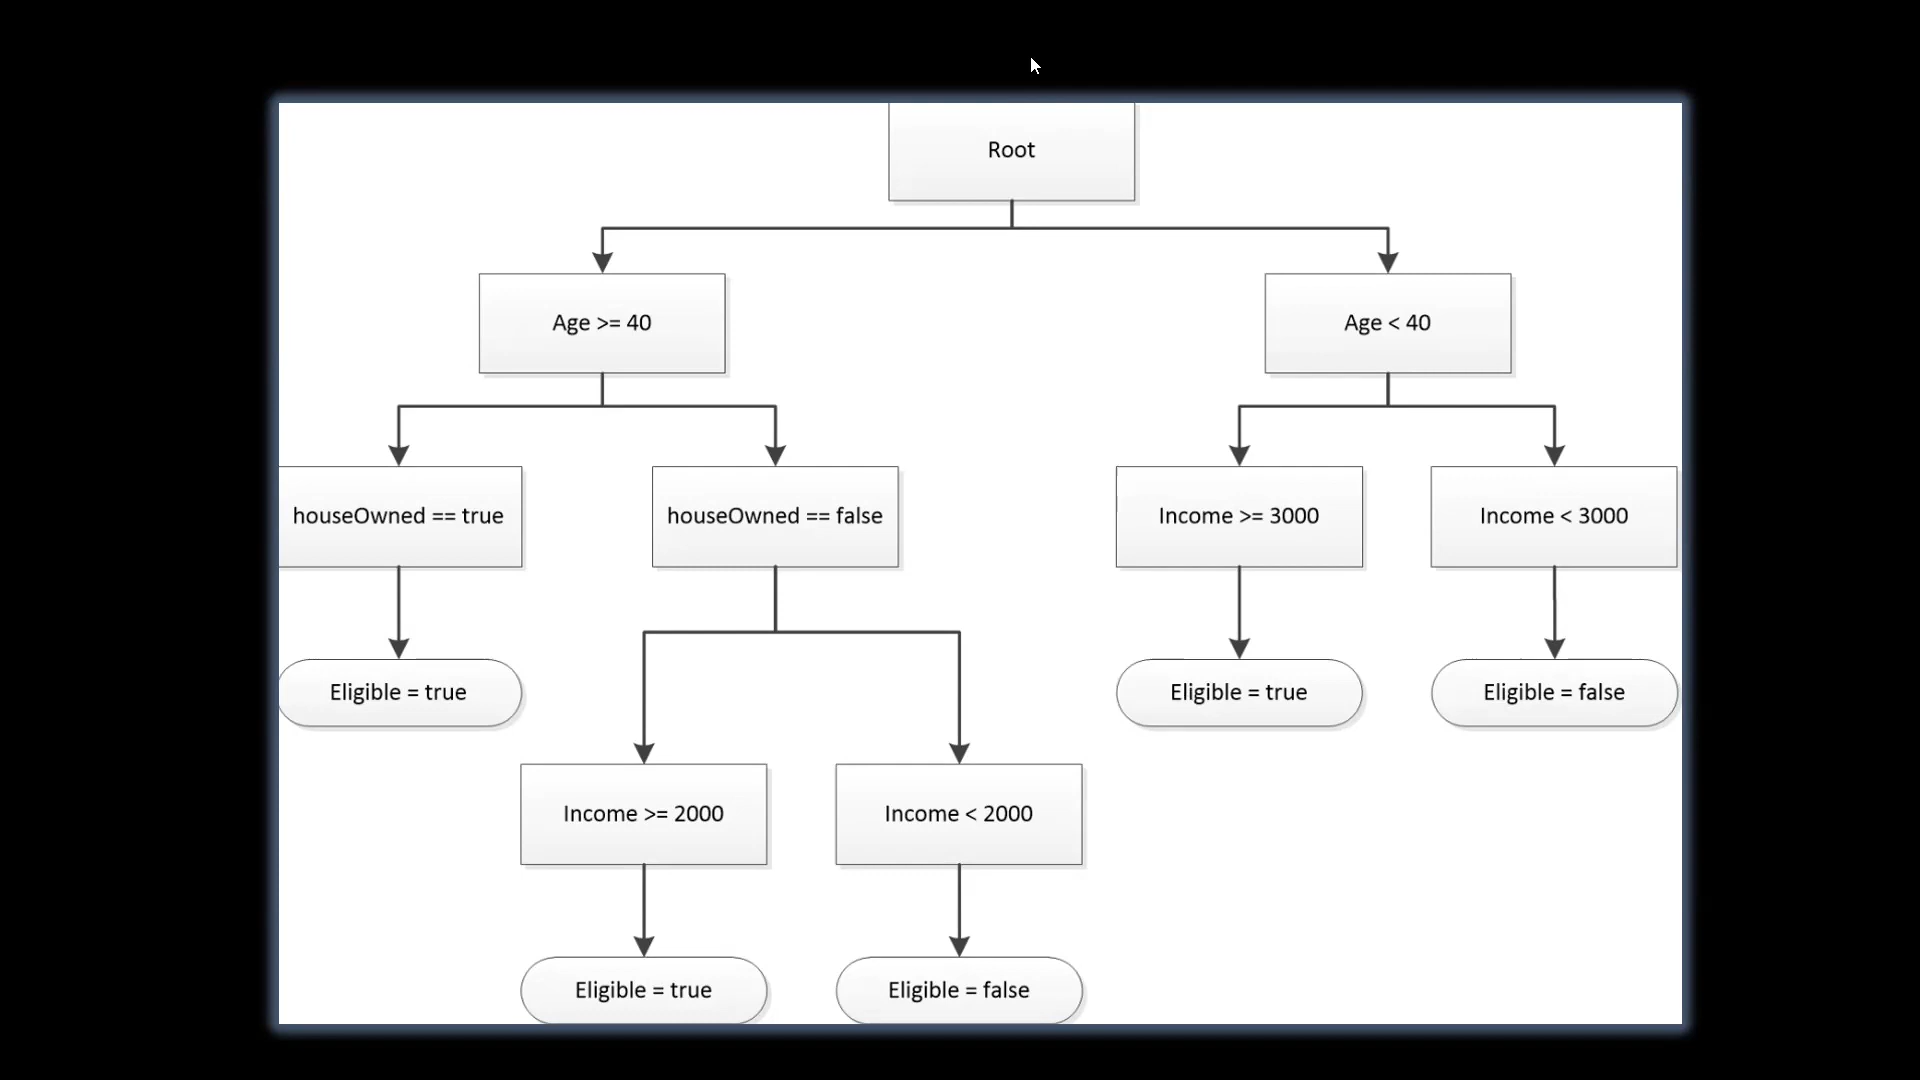 Root
Age >= 40
Age < 40
houseOwned == true
houseOwned == false
Income >= 3000
Income < 3000
Eligible = true
Eligible = true
Eligible = false
Income >= 2000
Income < 2000
Eligible = true
Eligible = false